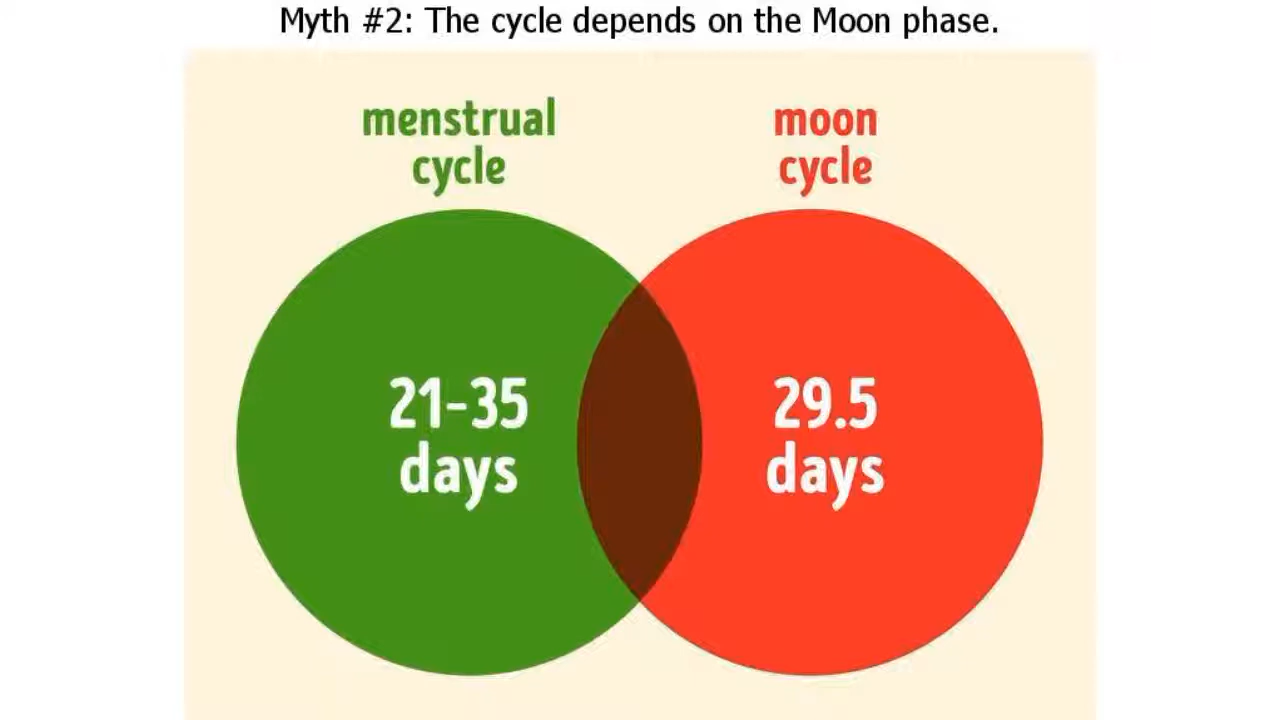 Myth #2: The cycle depends on the Moon phase.
menstrual
cycle
moon
cycle
21-35
days
29.5
days